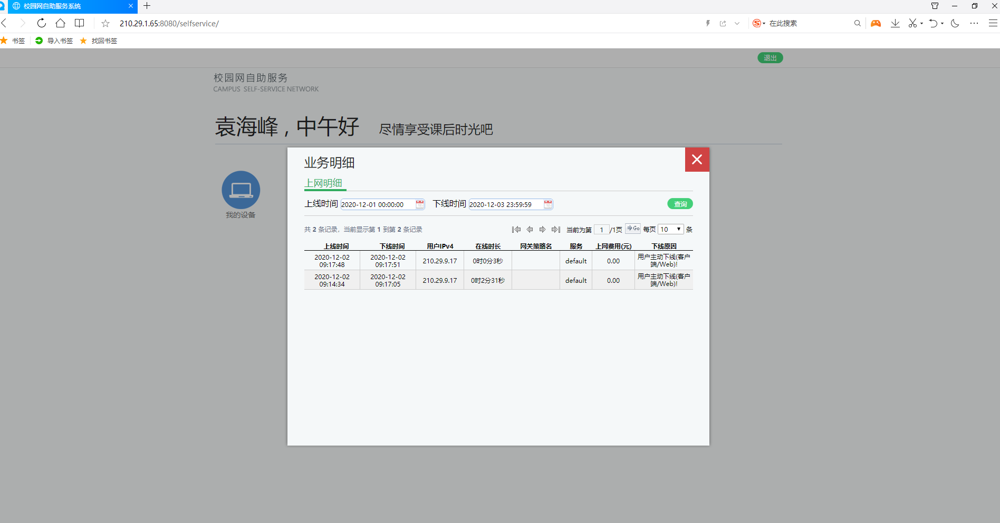 校园网自助服务系统
210.29.1.65:8080/selfservice/
在此搜索
书签 导入书签 找回书签
退出
校园网自助服务
CAMPUS SELF-SERVICE NETWORK
袁海峰，中午好 尽情享受课后时光吧
我的设备
业务明细
上网明细
上线时间 2020-12-01 00:00:00 下线时间 2020-12-03 23:59:59 查询
共 2 条记录，当前显示第 1 到第 2 条记录 当前为第 1 /1页 Go 每页 10 条
上线时间 下线时间 用户IPv4 在线时长 网关策略名 服务 上网费用(元) 下线原因
2020-12-02 09:17:48 2020-12-02 09:17:51 210.29.9.17 0时0分3秒 default 0.00 用户主动下线(客户端/Web)!
2020-12-02 09:14:34 2020-12-02 09:17:05 210.29.9.17 0时2分31秒 default 0.00 用户主动下线(客户端/Web)!